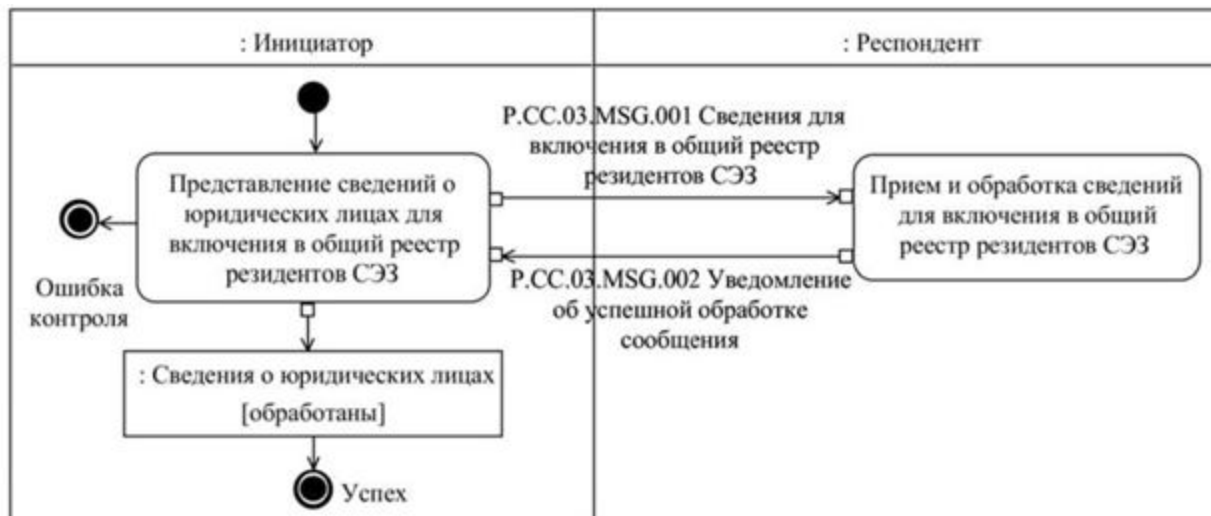 : Инициатор
: Респондент
P.CC.03.MSG.001 Сведения для
включения в общий реестр
резидентов СЭЗ
Представление сведений о
юридических лицах для
включения в общий реестр
резидентов СЭЗ
Прием и обработка сведений
для включения в общий
реестр резидентов СЭЗ
Ошибка
контроля
P.CC.03.MSG.002 Уведомление
об успешной обработке
сообщения
: Сведения о юридических лицах
[обработаны]
Успех